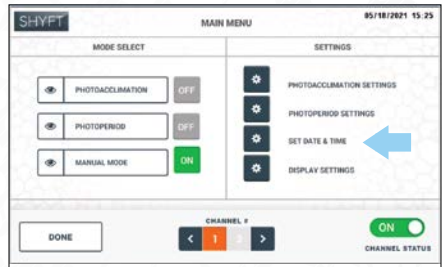 SHYFT
MAIN MENU
05/18/2021 15:25
MODE SELECT
SETTINGS
PHOTOACCLIMATION OFF
PHOTOPERIOD OFF
MANUAL MODE ON
PHOTOACCLIMATION SETTINGS
PHOTOPERIOD SETTINGS
SET DATE & TIME
DISPLAY SETTINGS
DONE
CHANNEL #
< 1 2 >
ON
CHANNEL STATUS